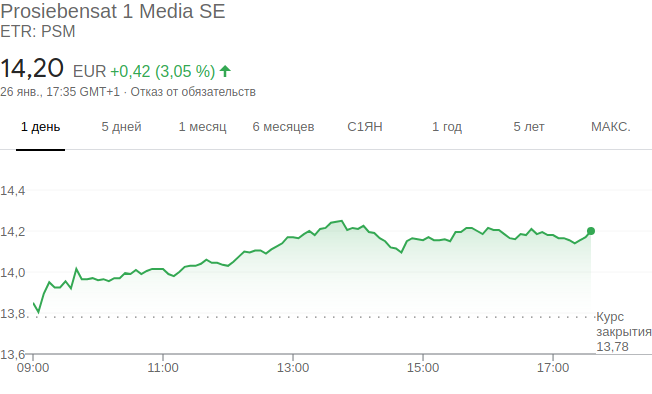 Prosiebensat 1 Media SE
ETR: PSM
14,20 EUR +0,42 (3,05 %)
26 янв., 17:35 GMT+1 · Отказ от обязательств
1 день 5 дней 1 месяц 6 месяцев С1ЯН 1 год 5 лет МАКС.
14,4
14,2
14,0
13,8
Курс
закрытия
13,78
13,6
09:00 11:00 13:00 15:00 17:00